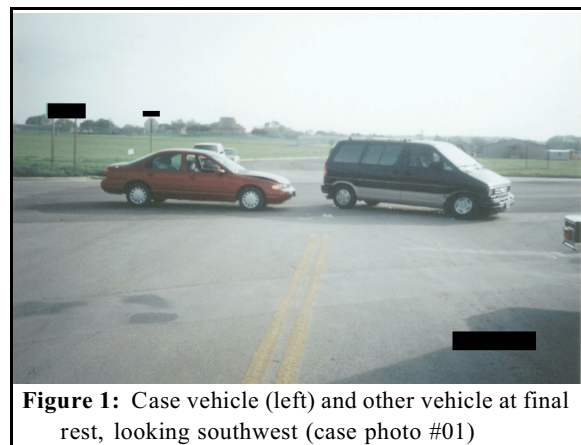 Figure 1: Case vehicle (left) and other vehicle at final
rest, looking southwest (case photo #01)